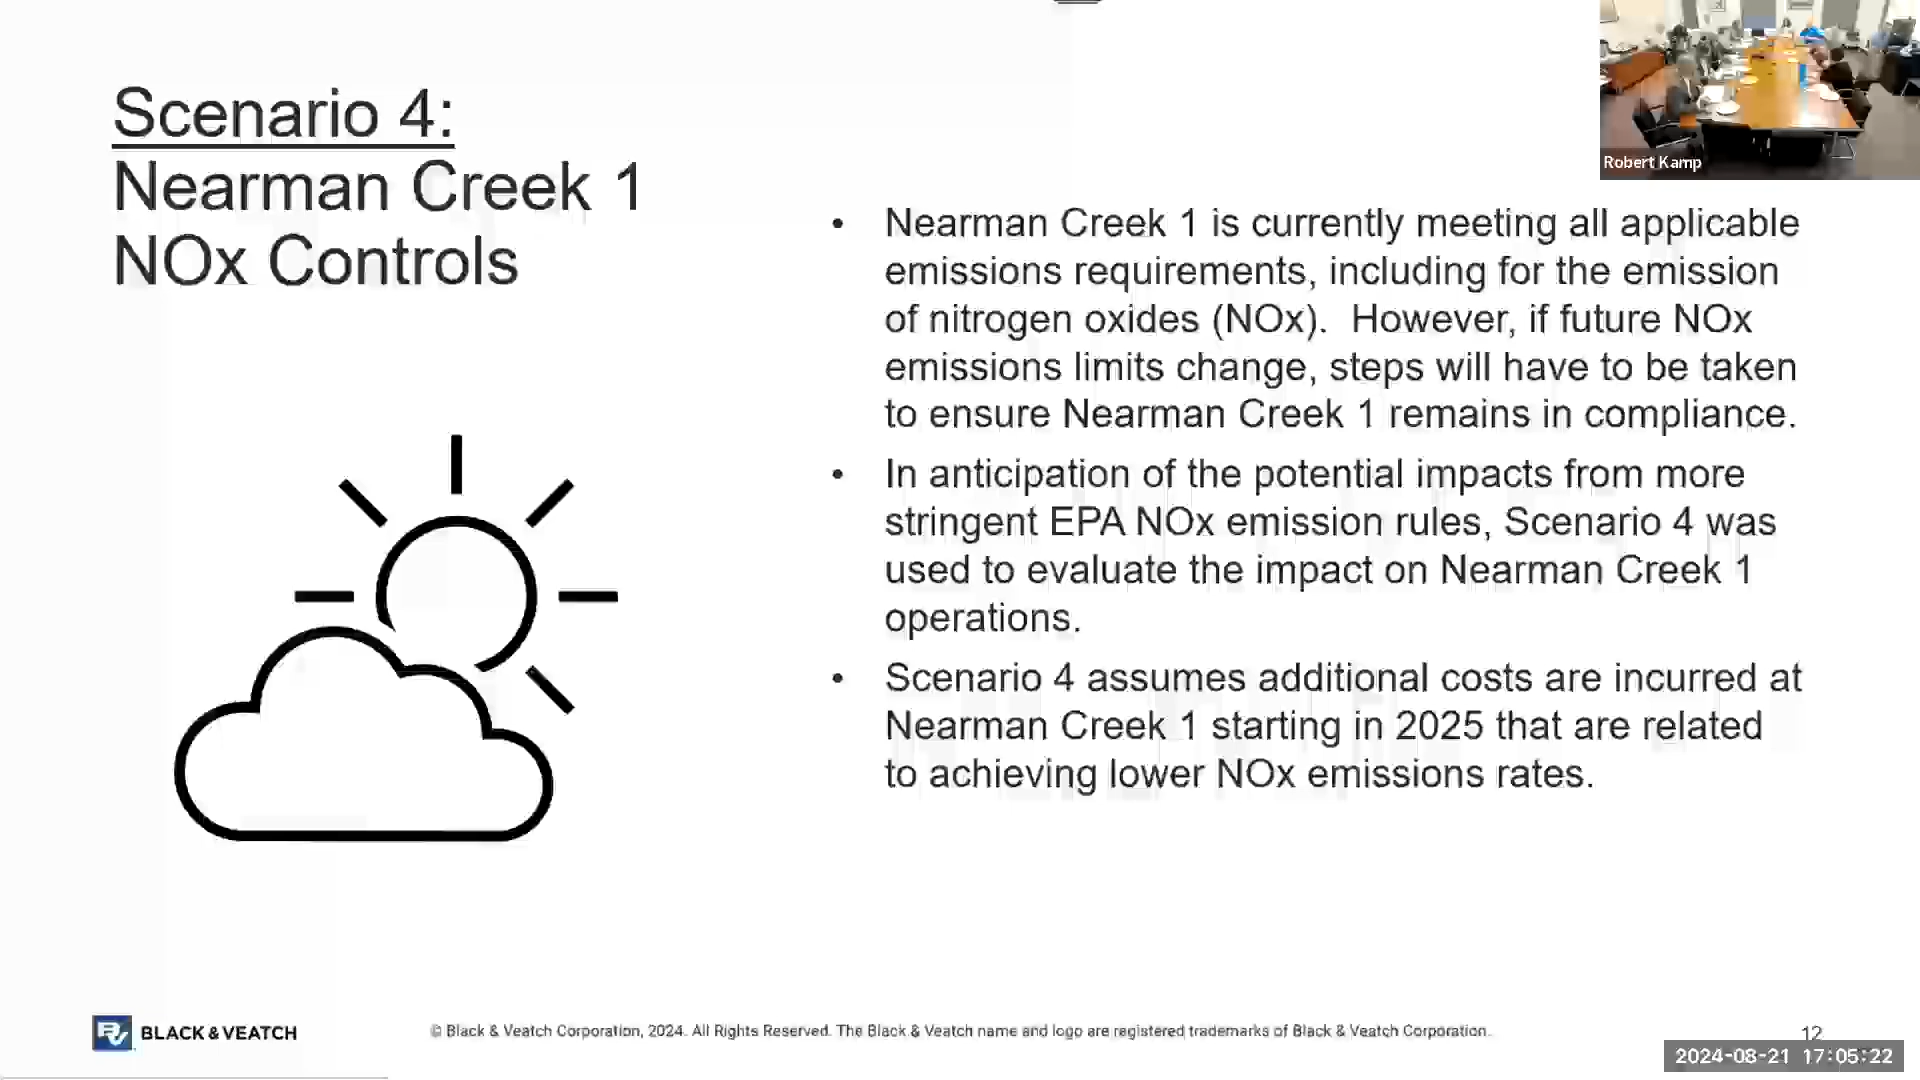 Scenario 4:
Nearman Creek 1
NOx Controls
Robert Kamp
• Nearman Creek 1 is currently meeting all applicable
emissions requirements, including for the emission
of nitrogen oxides (NOx).  However, if future NOx
emissions limits change, steps will have to be taken
to ensure Nearman Creek 1 remains in compliance.
• In anticipation of the potential impacts from more
stringent EPA NOx emission rules, Scenario 4 was
used to evaluate the impact on Nearman Creek 1
operations.
• Scenario 4 assumes additional costs are incurred at
Nearman Creek 1 starting in 2025 that are related
to achieving lower NOx emissions rates.
BLACK & VEATCH
© Black & Veatch Corporation, 2024. All Rights Reserved. The Black & Veatch name and logo are registered trademarks of Black & Veatch Corporation.
12
2024-08-21 17:05:22